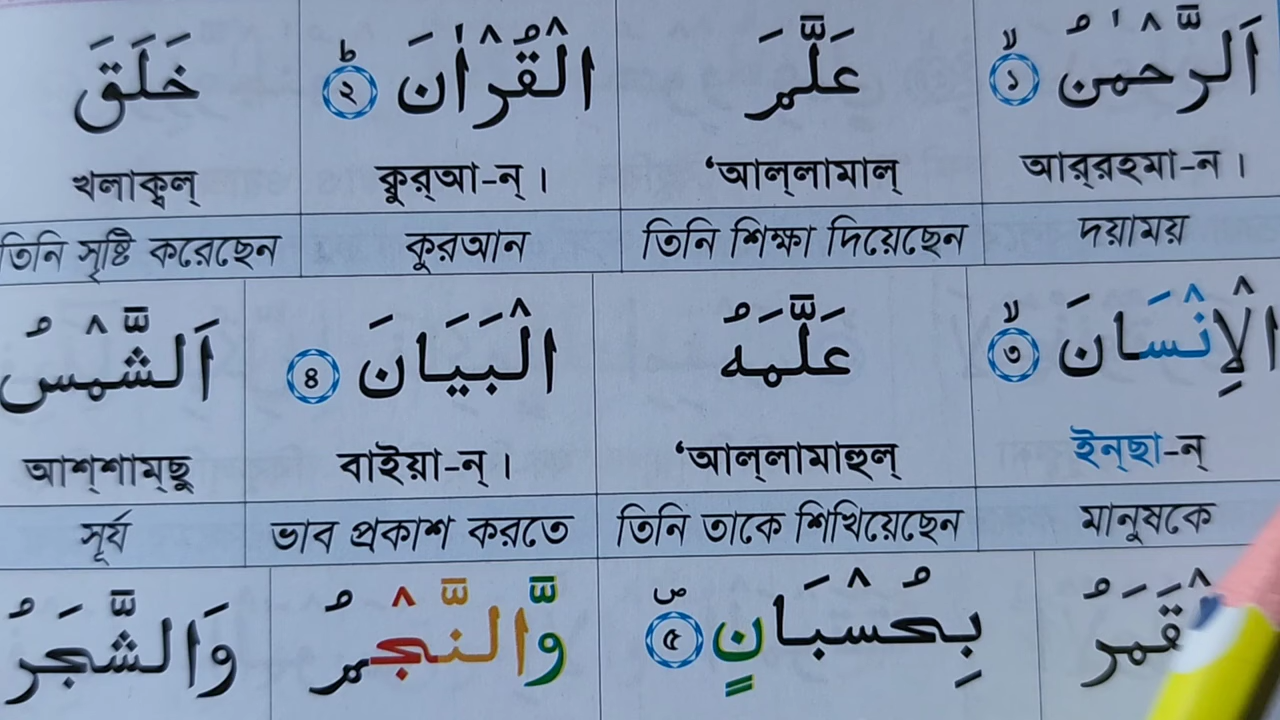 اَلرَّحْمٰنُ ۙ ١ عَلَّمَ الْقُرْاٰنَ ؕ ٢ خَلَقَ
আর্‌রহমা-ন। ‘আল্‌লামাল্‌ কুর্‌আ-ন্‌। খলাক্বল্‌
দয়াময় তিনি শিক্ষা দিয়েছেন কুরআন তিনি সৃষ্টি করেছেন
الْاِنْسَانَ ۙ ٣ عَلَّمَهُ الْبَيَانَ ٤ اَلشَّمْسُ
ইন্‌ছা-ন্‌ ‘আল্‌লামাহুল্‌ বাইয়া-ন্‌। আশ্‌শাম্‌ছু
মানুষকে তিনি তাকে শিখিয়েছেন ভাব প্রকাশ করতে সূর্য
بِحُسْبَانٍ ۪ ٥ وَّالنَّجْمُ وَالشَّجَرُ